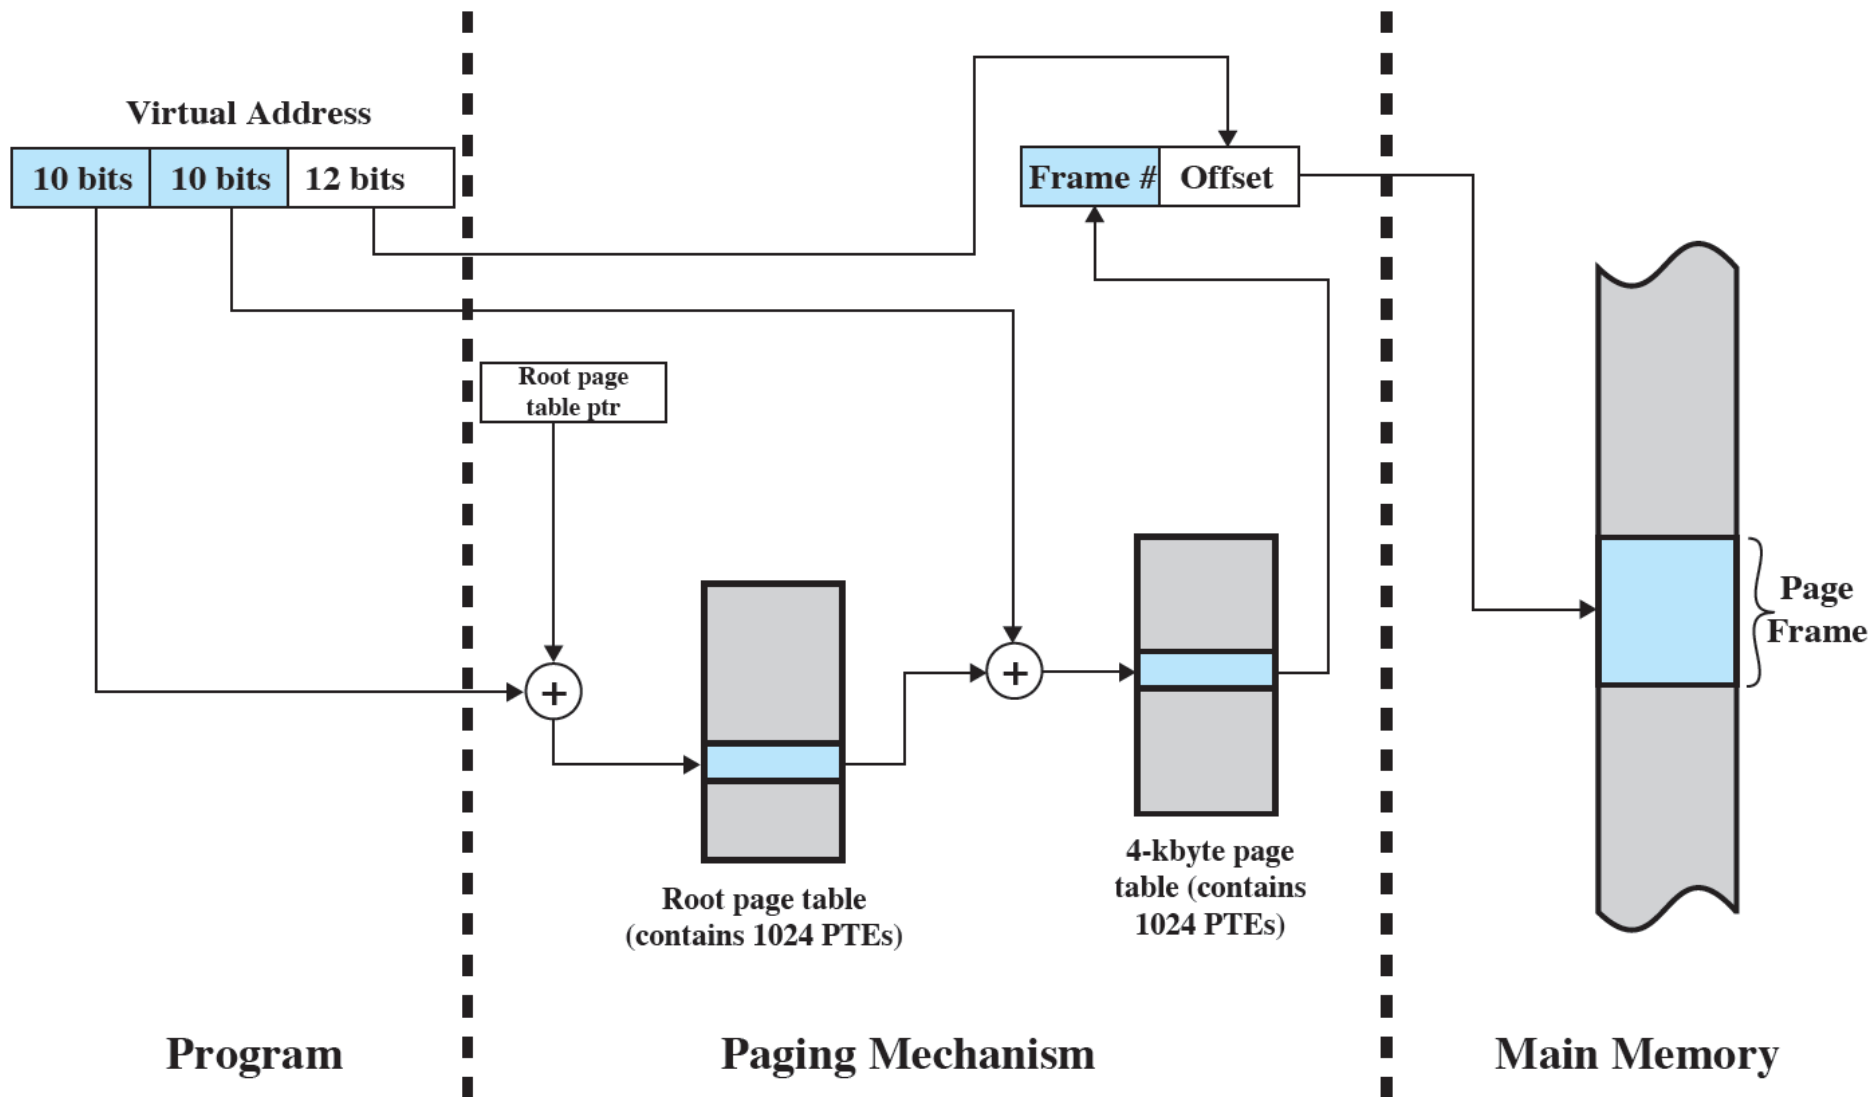 Virtual Address
10 bits 10 bits 12 bits
Frame # Offset
Root page
table ptr
+
+
Page
Frame
Root page table
(contains 1024 PTEs)
4-kbyte page
table (contains
1024 PTEs)
Program
Paging Mechanism
Main Memory